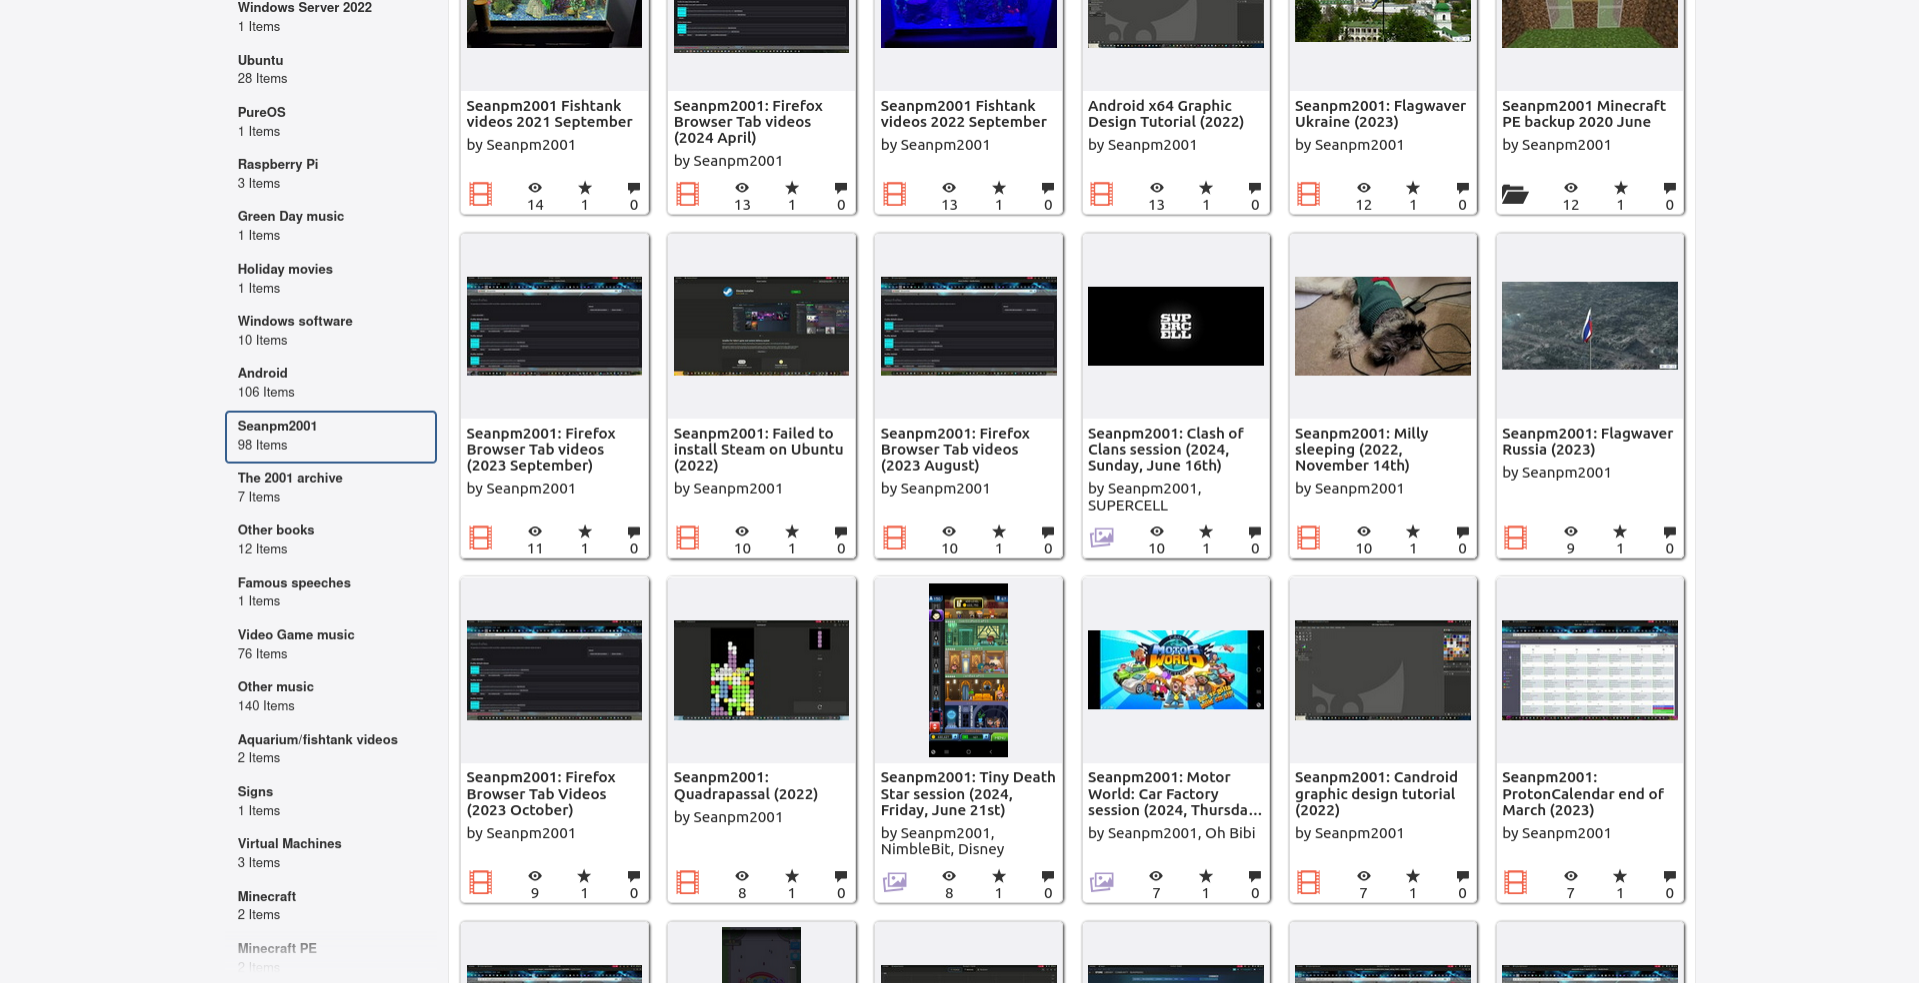 Windows Server 2022
1 Items
Ubuntu
28 Items
PureOS
1 Items
Raspberry Pi
3 Items
Green Day music
1 Items
Holiday movies
1 Items
Windows software
10 Items
Android
106 Items
Seanpm2001
98 Items
The 2001 archive
7 Items
Other books
12 Items
Famous speeches
1 Items
Video Game music
76 Items
Other music
140 Items
Aquarium/fishtank videos
2 Items
Signs
1 Items
Virtual Machines
3 Items
Minecraft
2 Items
Minecraft PE
2 Items
Seanpm2001 Fishtank
videos 2021 September
by Seanpm2001
14 1 0
Seanpm2001: Firefox
Browser Tab videos
(2024 April)
by Seanpm2001
13 1 0
Seanpm2001 Fishtank
videos 2022 September
by Seanpm2001
13 1 0
Android x64 Graphic
Design Tutorial (2022)
by Seanpm2001
13 1 0
Seanpm2001: Flagwaver
Ukraine (2023)
by Seanpm2001
12 1 0
Seanpm2001 Minecraft
PE backup 2020 June
by Seanpm2001
12 1 0
Seanpm2001: Firefox
Browser Tab videos
(2023 September)
by Seanpm2001
11 1 0
Seanpm2001: Failed to
install Steam on Ubuntu
(2022)
by Seanpm2001
10 1 0
Seanpm2001: Firefox
Browser Tab videos
(2023 August)
by Seanpm2001
10 1 0
SUP
ERC
ELL
Seanpm2001: Clash of
Clans session (2024,
Sunday, June 16th)
by Seanpm2001,
SUPERCELL
10 1 0
Seanpm2001: Milly
sleeping (2022,
November 14th)
by Seanpm2001
10 1 0
Seanpm2001: Flagwaver
Russia (2023)
by Seanpm2001
9 1 0
Seanpm2001: Firefox
Browser Tab Videos
(2023 October)
by Seanpm2001
9 1 0
Seanpm2001:
Quadrapassal (2022)
by Seanpm2001
8 1 0
Seanpm2001: Tiny Death
Star session (2024,
Friday, June 21st)
by Seanpm2001,
NimbleBit, Disney
8 1 0
MOTOR
WORLD
Seanpm2001: Motor
World: Car Factory
session (2024, Thursda...
by Seanpm2001, Oh Bibi
7 1 0
Seanpm2001: Candroid
graphic design tutorial
(2022)
by Seanpm2001
7 1 0
Seanpm2001:
ProtonCalendar end of
March (2023)
by Seanpm2001
7 1 0